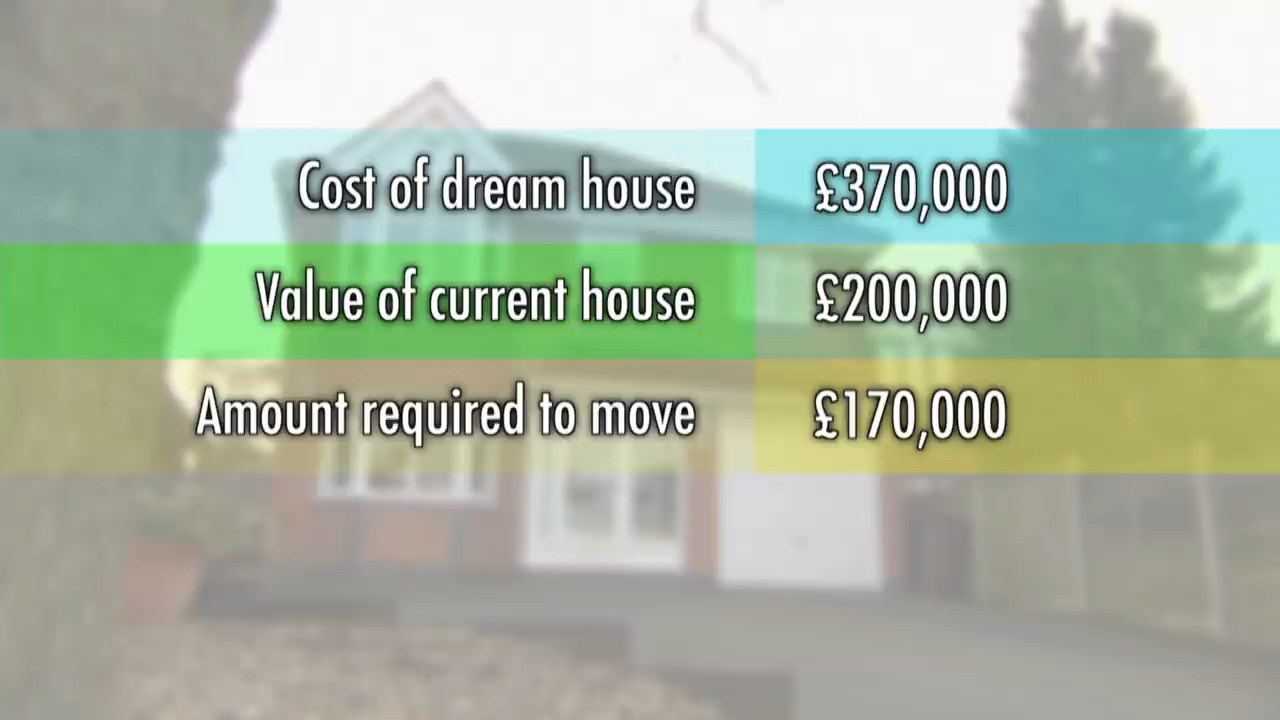 Cost of dream house £370,000
Value of current house £200,000
Amount required to move £170,000